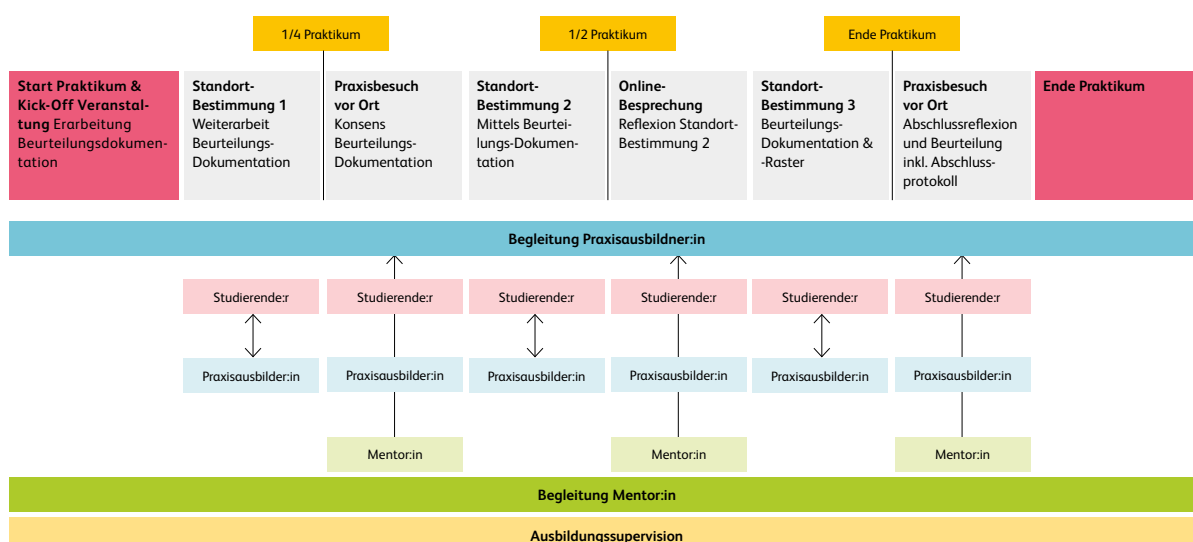 1/4 Praktikum
1/2 Praktikum
Ende Praktikum
Start Praktikum &
Kick-Off Veranstal-
tung Erarbeitung
Beurteilungsdokumen-
tation
Standort-
Bestimmung 1
Weiterarbeit
Beurteilungs-
Dokumentation
Praxisbesuch
vor Ort
Konsens
Beurteilungs-
Dokumentation
Standort-
Bestimmung 2
Mittels Beurtei-
lungs-Dokumen-
tation
Online-
Besprechung
Reflexion Standort-
Bestimmung 2
Standort-
Bestimmung 3
Beurteilungs-
Dokumentation &
-Raster
Praxisbesuch
vor Ort
Abschlussreflexion
und Beurteilung
inkl. Abschluss-
protokoll
Ende Praktikum
Begleitung Praxisausbildner:in
Studierende:r
Studierende:r
Studierende:r
Studierende:r
Studierende:r
Studierende:r
Praxisausbilder:in
Praxisausbilder:in
Praxisausbilder:in
Praxisausbilder:in
Praxisausbilder:in
Praxisausbilder:in
Mentor:in
Mentor:in
Mentor:in
Begleitung Mentor:in
Ausbildungssupervision